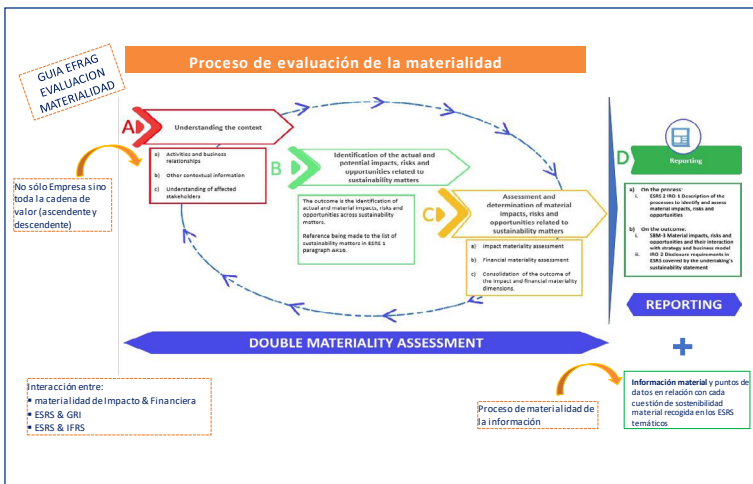 GUIA EFRAG
EVALUACION
MATERIALIDAD
Proceso de evaluación de la materialidad
A
Understanding the context
a) Activities and business
relationships
b) Other contextual information
c) Understanding of affected
stakeholders
No sólo Empresa sino
toda la cadena de
valor (ascendente y
descendente)
B
Identification of the actual and
potential impacts, risks and
opportunities related to
sustainability matters
The outcome is the identification of
actual and material impacts, risks and
opportunities across sustainability
matters.
Reference being made to the list of
sustainability matters in ESRS 1
paragraph AR16.
C
Assessment and
determination of material
impacts, risks and
opportunities related to
sustainability matters
a) Impact materiality assessment
b) Financial materiality assessment
c) Consolidation of the outcome of
the impact and financial materiality
dimensions.
D
Reporting
a) On the process:
i. ESRS 2 IRO 1 Description of the
processes to identify and assess
material impacts, risks and
opportunities
b) On the outcome:
i. SBM-3 Material impacts, risks and
opportunities and their interaction
with strategy and business model
ii. IRO 2 Disclosure requirements in
ESRS covered by the undertaking's
sustainability statement
REPORTING
DOUBLE MATERIALITY ASSESSMENT
+
Interacción entre:
▪ materialidad de Impacto & Financiera
▪ ESRS & GRI
▪ ESRS & IFRS
Proceso de materialidad de
la información
Información material y puntos de
datos en relación con cada
cuestión de sostenibilidad
material recogida en los ESRS
temáticos